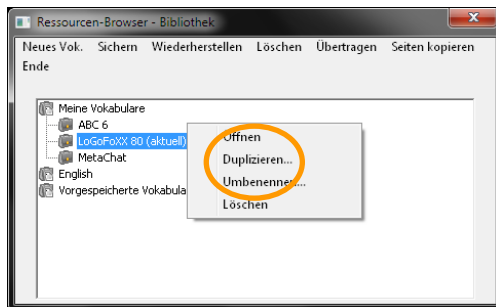 Ressourcen-Browser - Bibliothek
Neues Vok. Sichern Wiederherstellen Löschen Übertragen Seiten kopieren
Ende
Meine Vokabulare
ABC 6
LoGoFoXX 80 (aktuell)
MetaChat
English
Vorgespeicherte Vokabula
Öffnen
Duplizieren...
Umbenennen...
Löschen